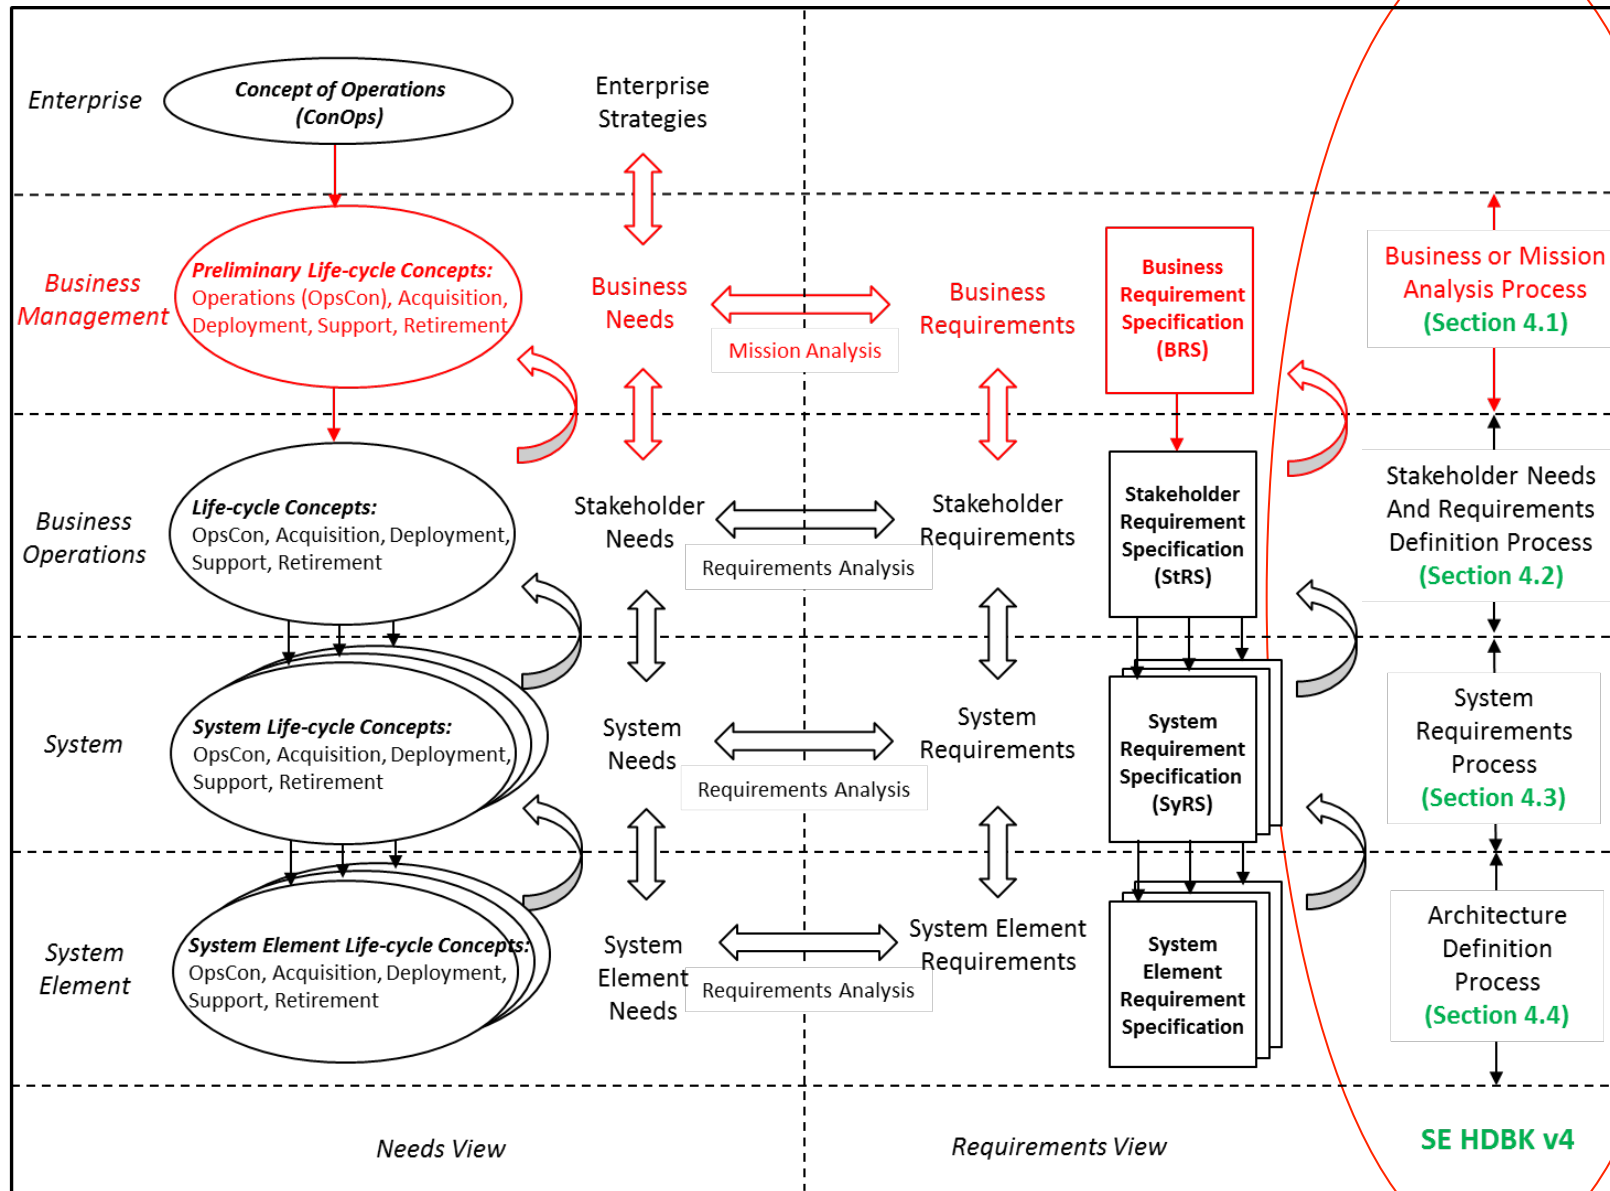 Enterprise
Concept of Operations
(ConOps)
Enterprise
Strategies
Business
Management
Preliminary Life-cycle Concepts:
Operations (OpsCon), Acquisition,
Deployment, Support, Retirement
Business
Needs
Mission Analysis
Business
Requirements
Business
Requirement
Specification
(BRS)
Business or Mission
Analysis Process
(Section 4.1)
Business
Operations
Life-cycle Concepts:
OpsCon, Acquisition, Deployment,
Support, Retirement
Stakeholder
Needs
Requirements Analysis
Stakeholder
Requirements
Stakeholder
Requirement
Specification
(StRS)
Stakeholder Needs
And Requirements
Definition Process
(Section 4.2)
System
System Life-cycle Concepts:
OpsCon, Acquisition, Deployment,
Support, Retirement
System
Needs
Requirements Analysis
System
Requirements
System
Requirement
Specification
(SyRS)
System
Requirements
Process
(Section 4.3)
System
Element
System Element Life-cycle Concepts:
OpsCon, Acquisition, Deployment,
Support, Retirement
System
Element
Needs
Requirements Analysis
System Element
Requirements
System
Element
Requirement
Specification
Architecture
Definition
Process
(Section 4.4)
Needs View
Requirements View
SE HDBK v4